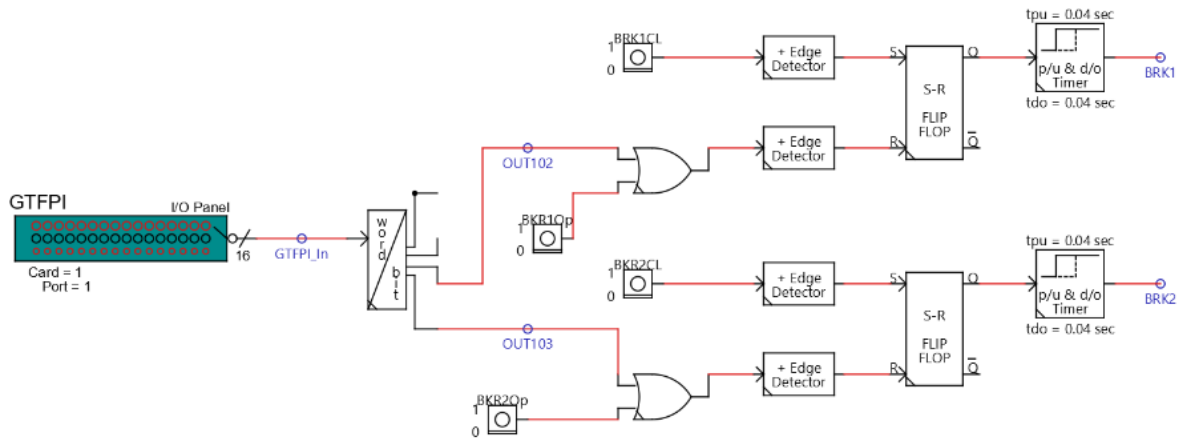 tpu = 0.04 sec
BRK1CL
1
0
+ Edge
Detector
S
Q
S-R
FLIP
FLOP
p/u & d/o
Timer
BRK1
tdo = 0.04 sec
OUT102
+ Edge
Detector
R
Q
GTFPI
I/O Panel
16
GTFPI_In
Card = 1
Port = 1
word
bit
BKR1Op
1
0
tpu = 0.04 sec
BKR2CL
1
0
+ Edge
Detector
S
Q
S-R
FLIP
FLOP
p/u & d/o
Timer
BRK2
tdo = 0.04 sec
OUT103
+ Edge
Detector
R
Q
BKR2Op
1
0